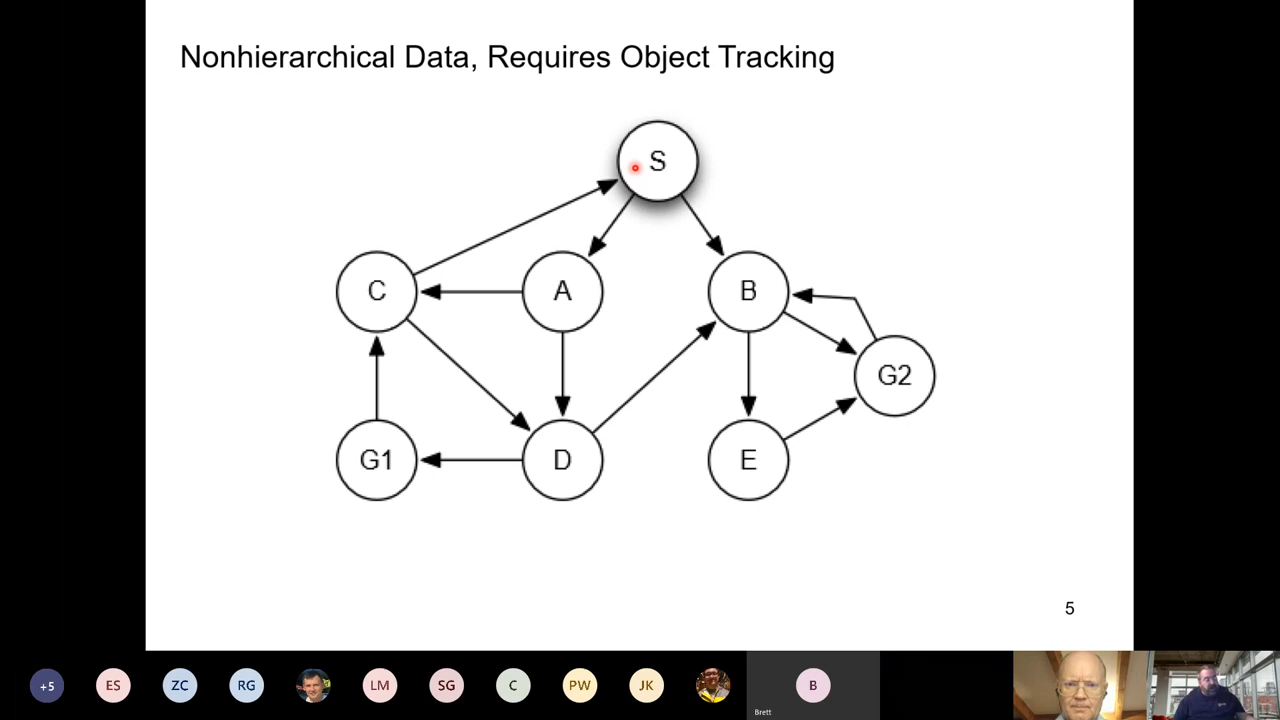 Nonhierarchical Data, Requires Object Tracking
S
C
A
B
G2
G1
D
E
5
+5
ES
ZC
RG
LM
SG
C
PW
JK
B
Brett